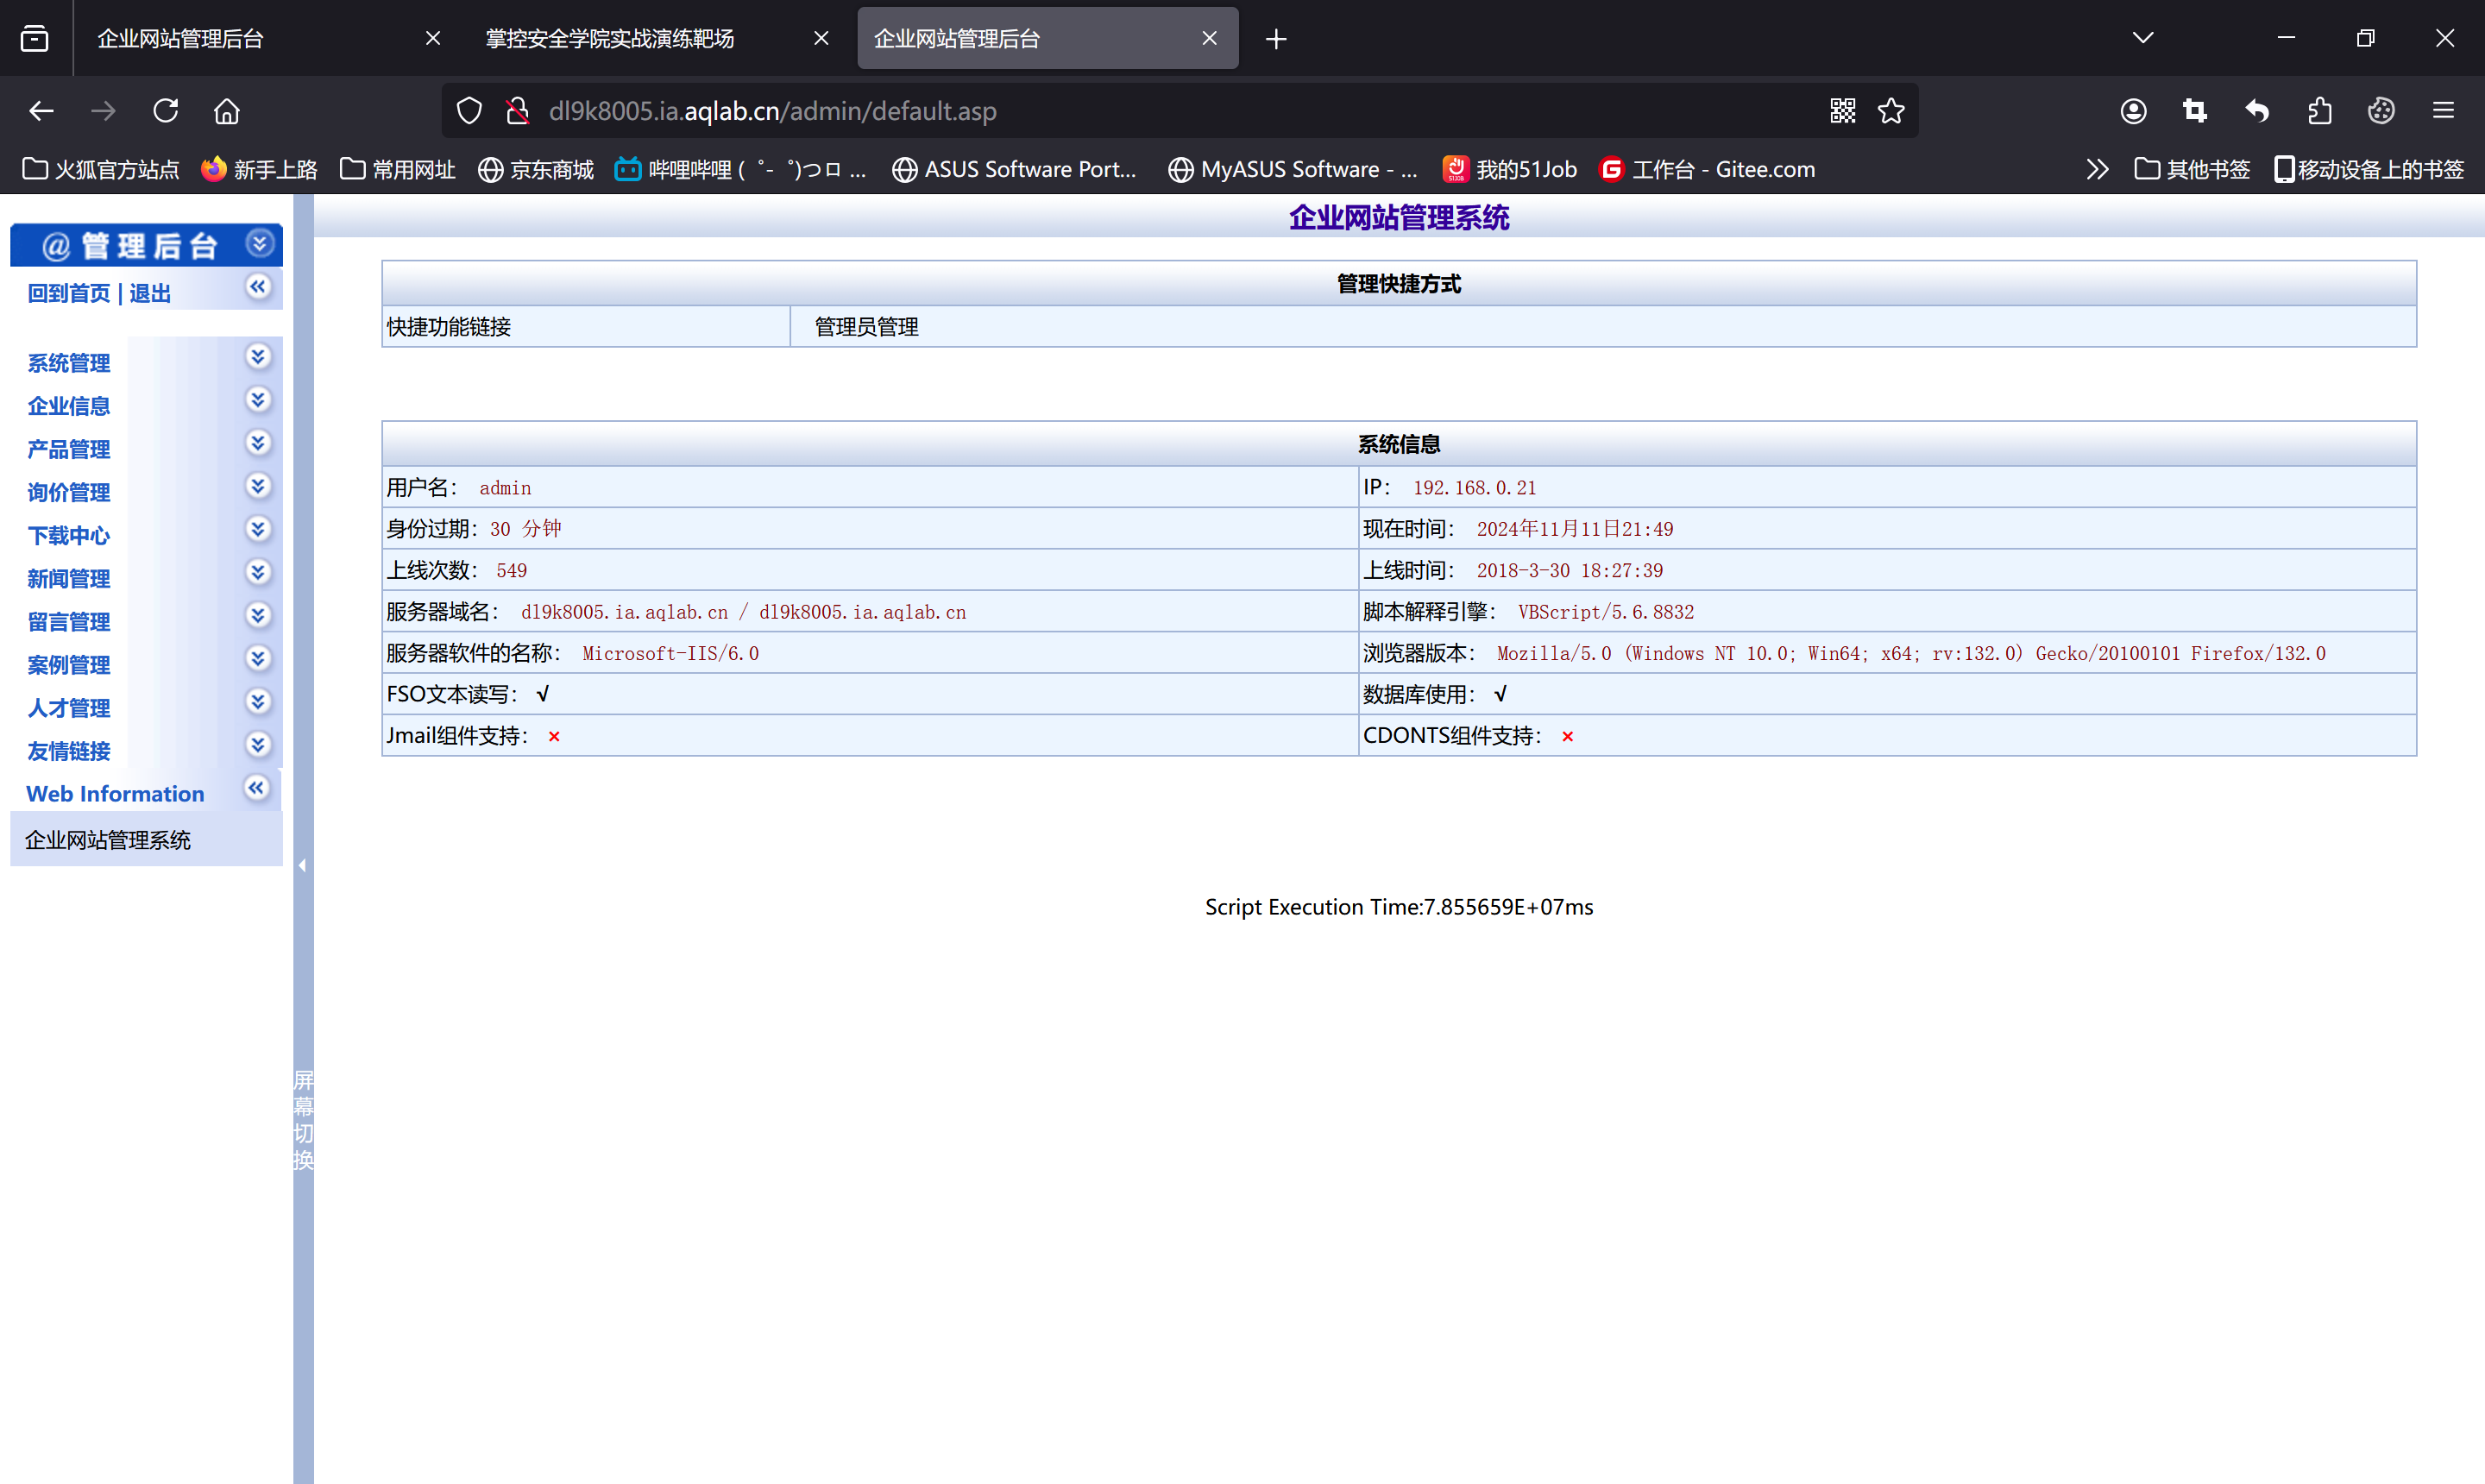 企业网站管理后台
掌控安全学院实战演练靶场
企业网站管理后台
dl9k8005.ia.aqlab.cn/admin/default.asp
火狐官方站点 新手上路 常用网址 京东商城 哔哩哔哩 ( ゜- ゜)つロ ... ASUS Software Port... MyASUS Software - ... 我的51Job 工作台 - Gitee.com 其他书签 移动设备上的书签
@ 管理后台
回到首页 | 退出
系统管理
企业信息
产品管理
询价管理
下载中心
新闻管理
留言管理
案例管理
人才管理
友情链接
Web Information
企业网站管理系统
屏幕切换
企业网站管理系统
管理快捷方式
快捷功能链接 管理员管理
系统信息
用户名： admin IP： 192.168.0.21
身份过期：30 分钟 现在时间： 2024年11月11日21:49
上线次数： 549 上线时间： 2018-3-30 18:27:39
服务器域名： dl9k8005.ia.aqlab.cn / dl9k8005.ia.aqlab.cn 脚本解释引擎： VBScript/5.6.8832
服务器软件的名称： Microsoft-IIS/6.0 浏览器版本： Mozilla/5.0 (Windows NT 10.0; Win64; x64; rv:132.0) Gecko/20100101 Firefox/132.0
FSO文本读写： √ 数据库使用： √
Jmail组件支持： × CDONTS组件支持： ×
Script Execution Time:7.855659E+07ms